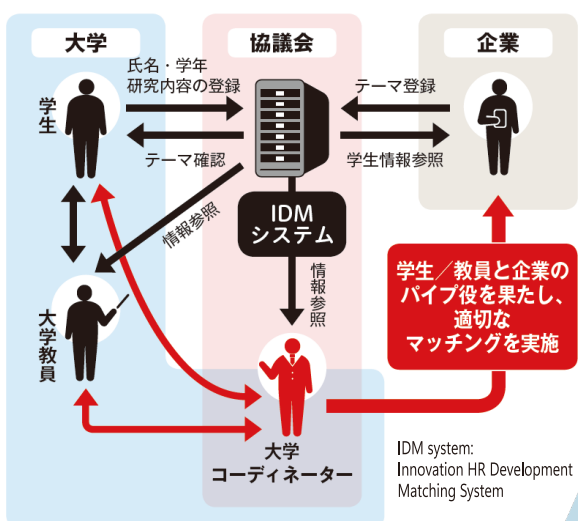 大学
協議会
企業
氏名・学年
研究内容の登録
テーマ登録
学生
テーマ確認
学生情報参照
情報参照
IDM
システム
情報参照
学生／教員と企業の
パイプ役を果たし、
適切な
マッチングを実施
大学教員
大学
コーディネーター
IDM system:
Innovation HR Development
Matching System